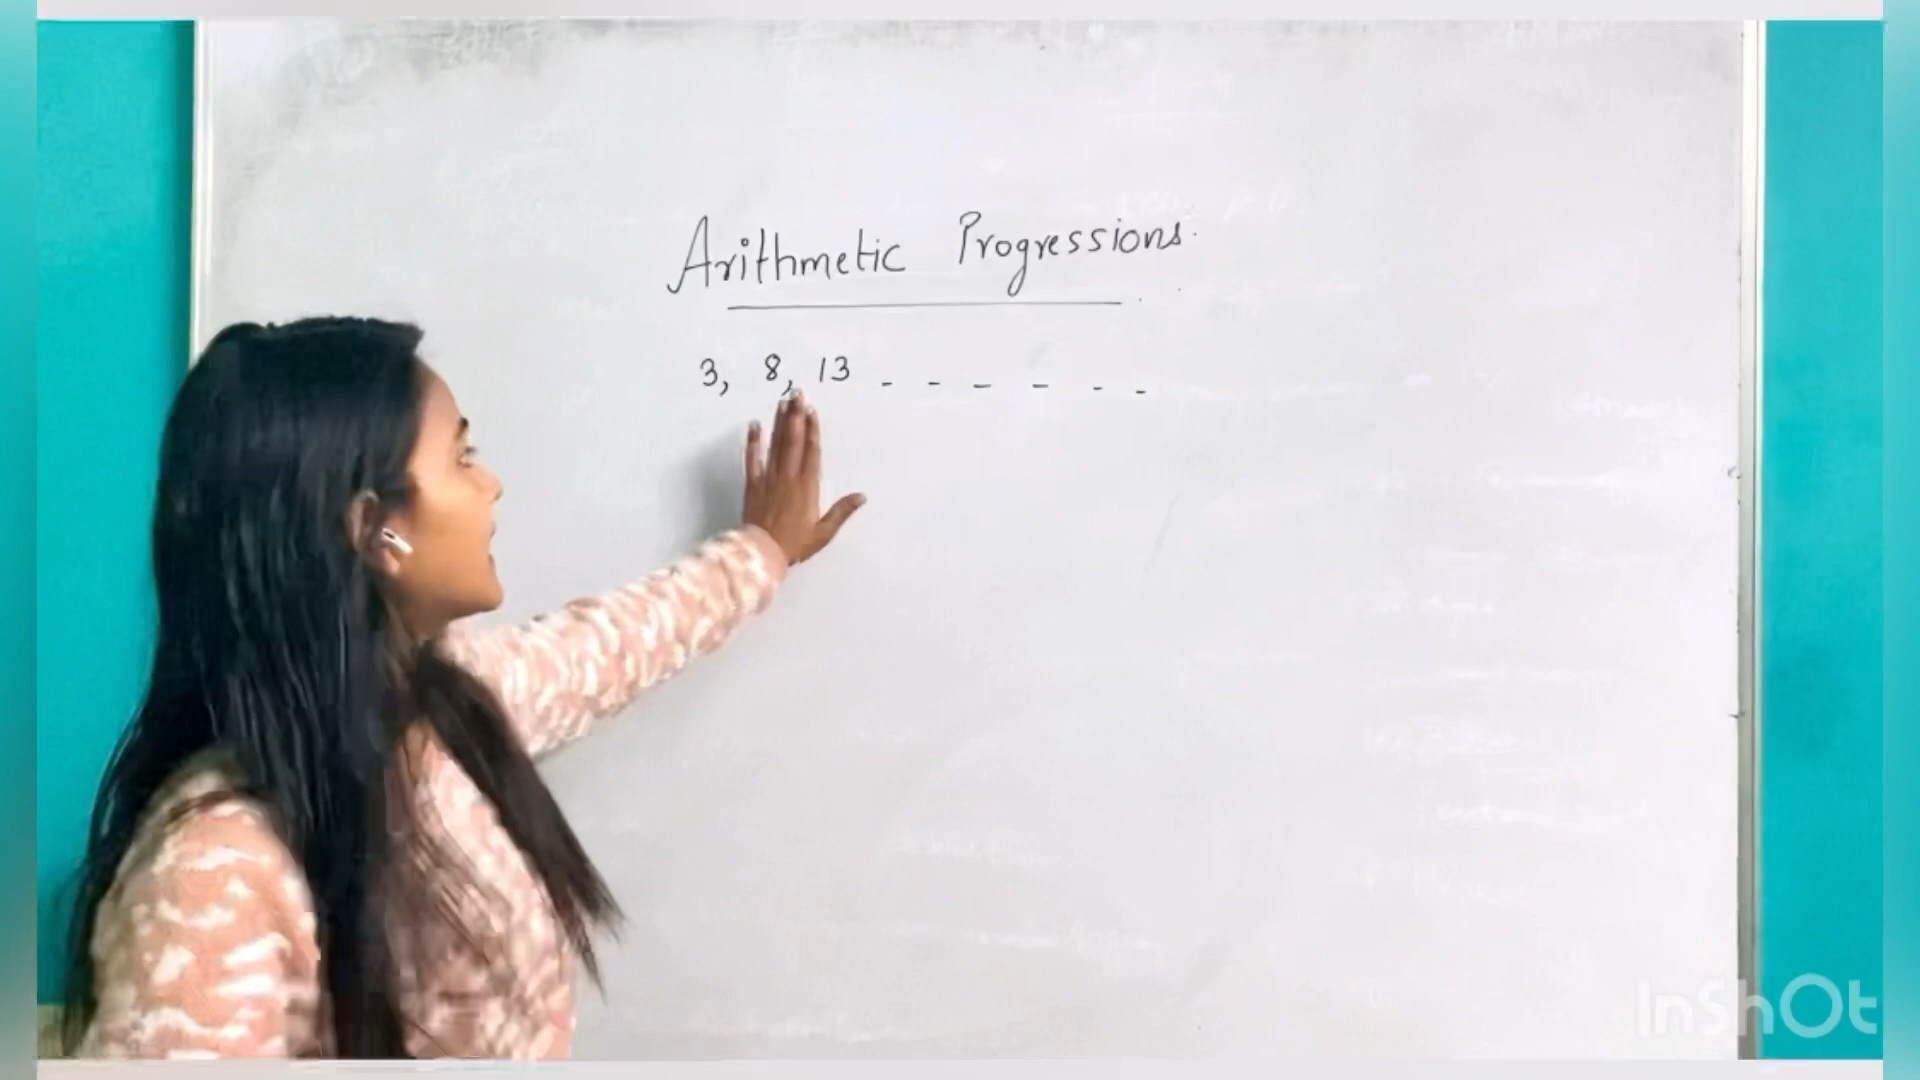 Arithmetic Progressions.
3, 8, 13 - - - - - -
InShOt